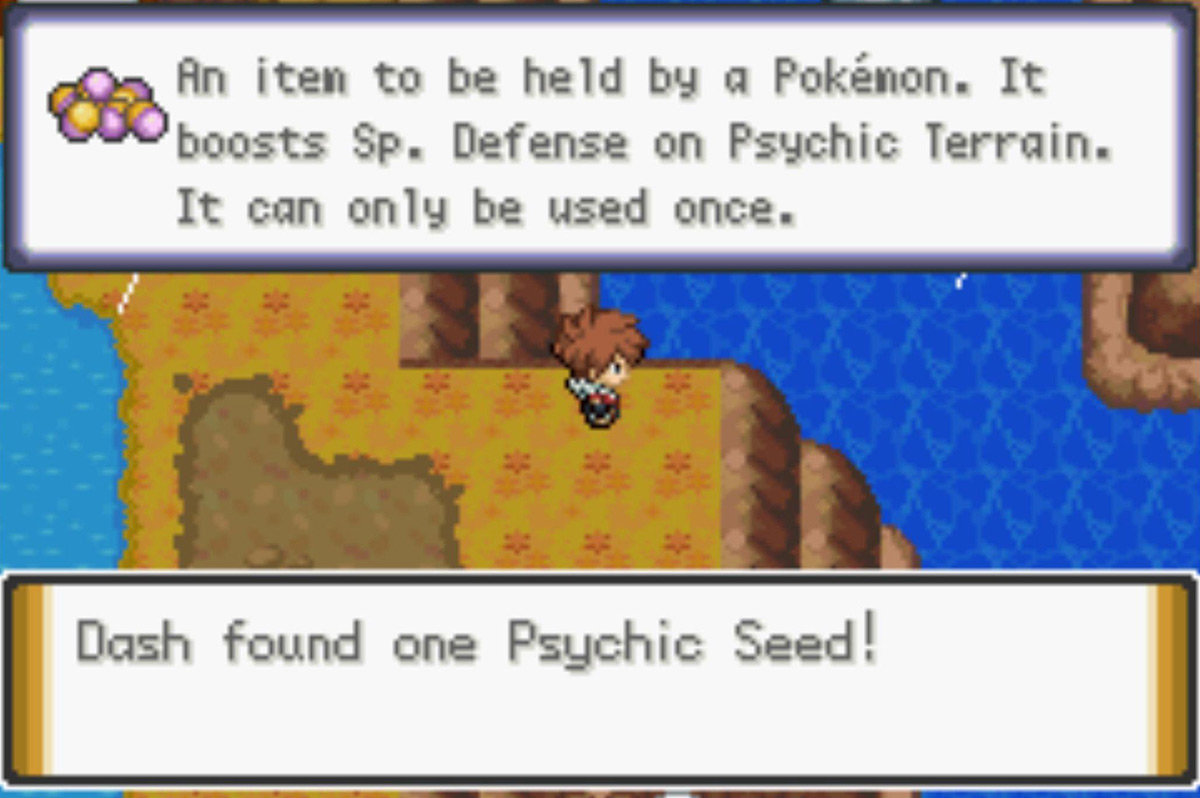 An item to be held by a Pokémon. It
boosts Sp. Defense on Psychic Terrain.
It can only be used once.
Dash found one Psychic Seed!